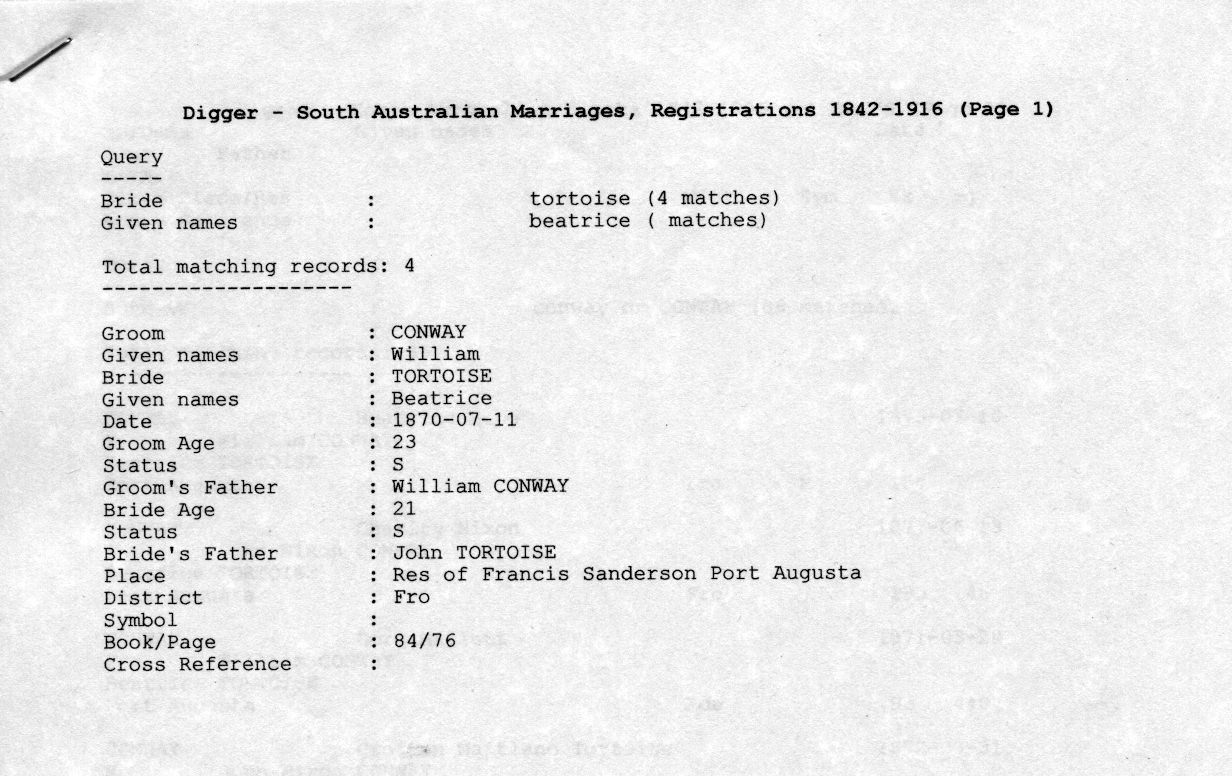 Digger - South Australian Marriages, Registrations 1842-1916 (Page 1)
Query
-----
Bride : tortoise (4 matches)
Given names : beatrice ( matches)
Total matching records: 4
--------------------
Groom : CONWAY
Given names : William
Bride : TORTOISE
Given names : Beatrice
Date : 1870-07-11
Groom Age : 23
Status : S
Groom's Father : William CONWAY
Bride Age : 21
Status : S
Bride's Father : John TORTOISE
Place : Res of Francis Sanderson Port Augusta
District : Fro
Symbol :
Book/Page : 84/76
Cross Reference :